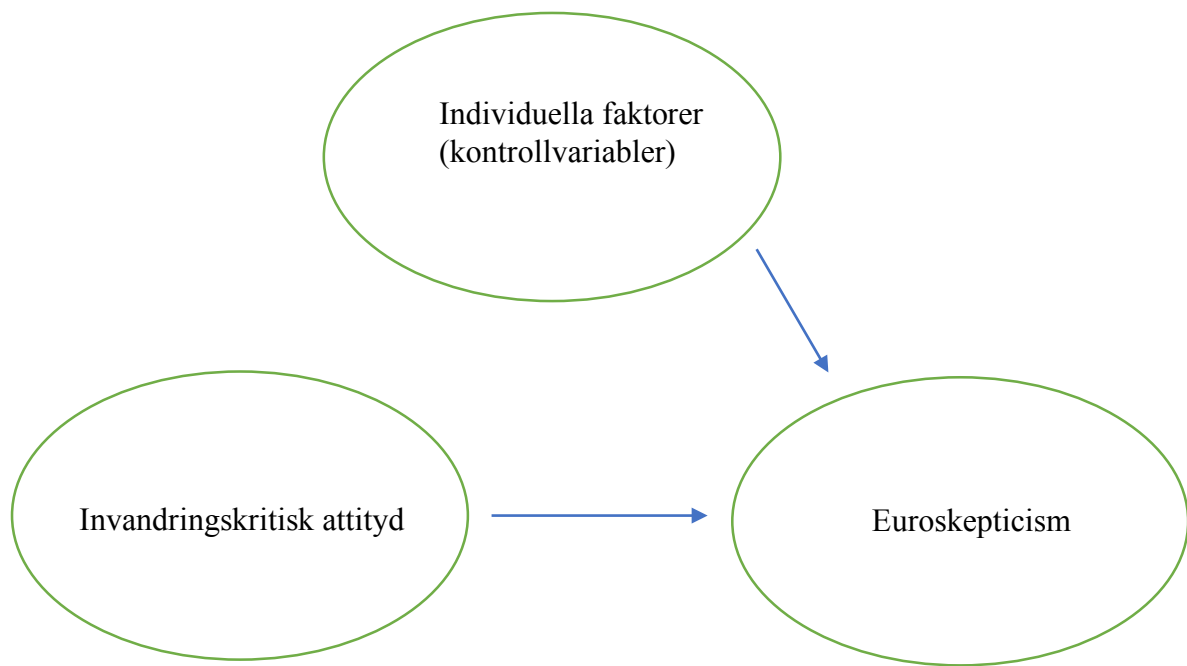 Individuella faktorer
(kontrollvariabler)
Invandringskritisk attityd
Euroskepticism